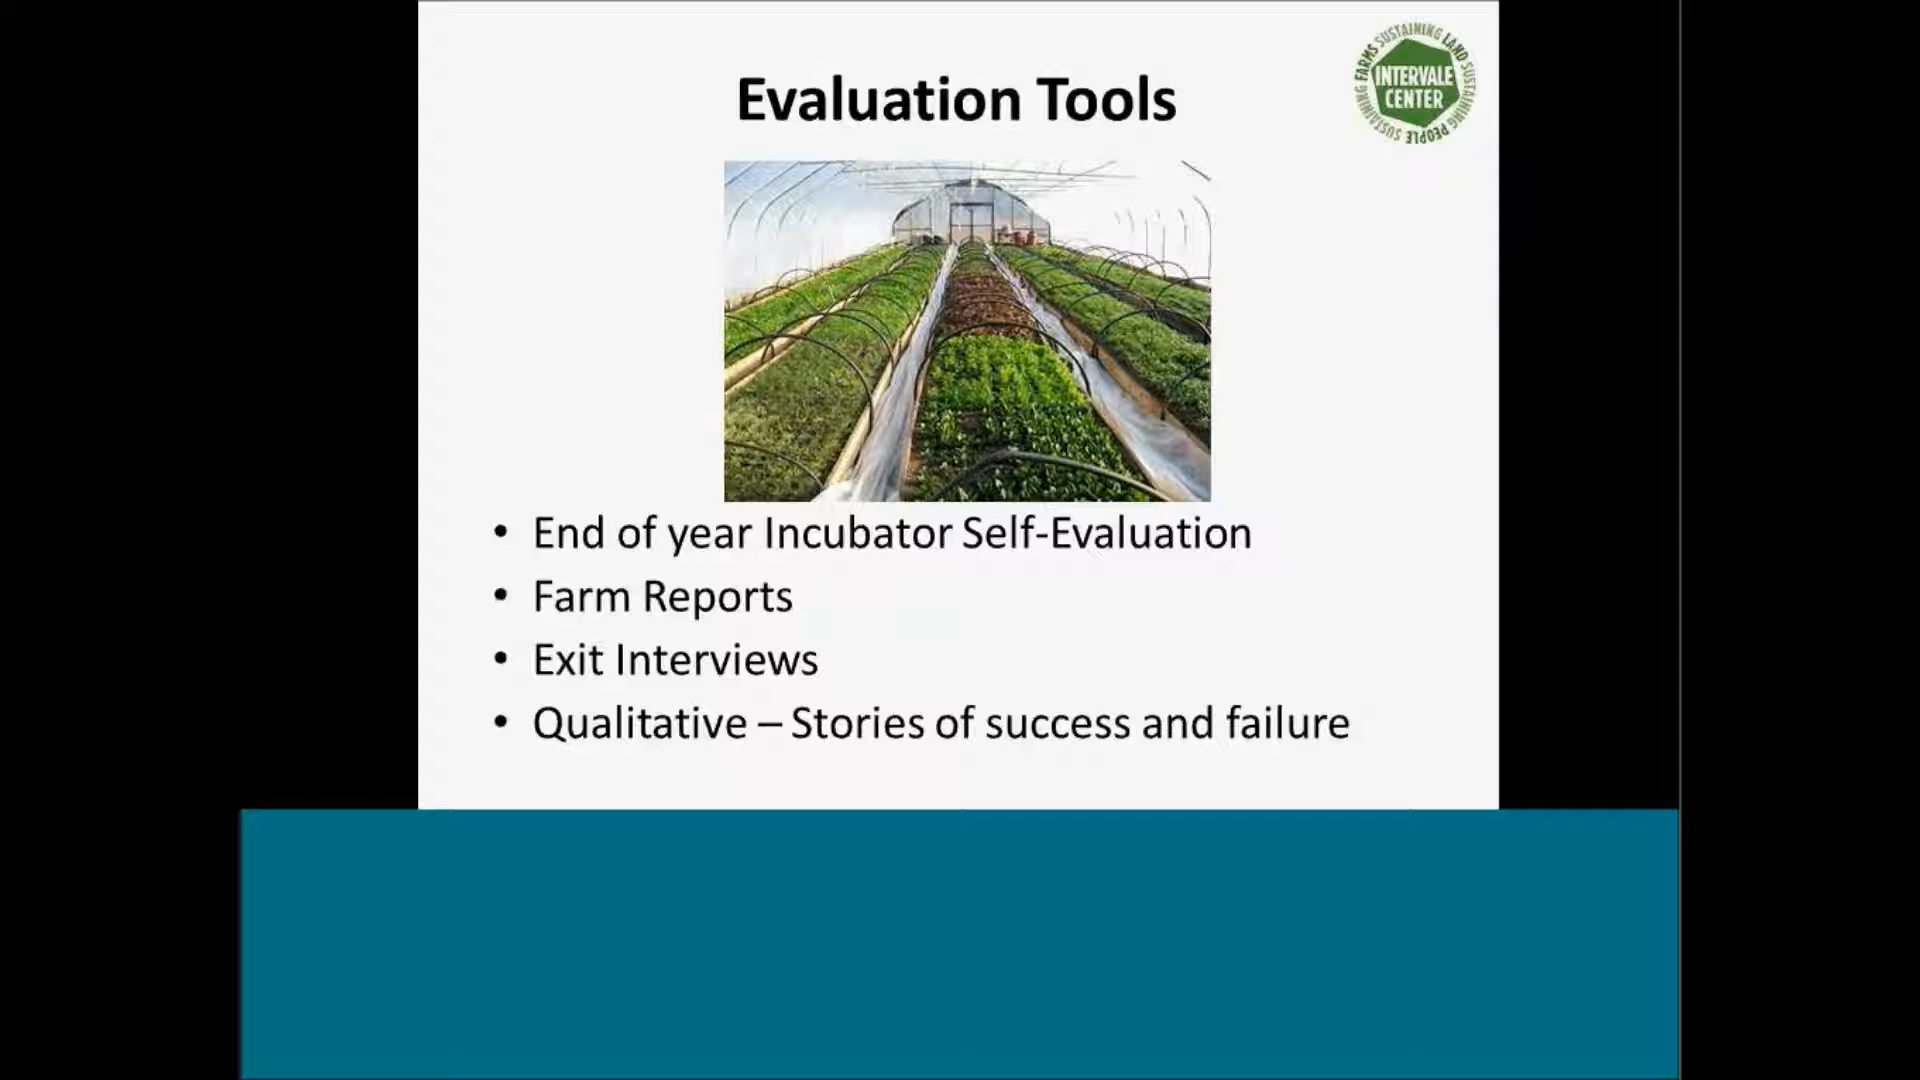 Evaluation Tools
SUSTAINING FARMS SUSTAINING LAND SUSTAINING PEOPLE
INTERVALE
CENTER
• End of year Incubator Self-Evaluation
• Farm Reports
• Exit Interviews
• Qualitative – Stories of success and failure